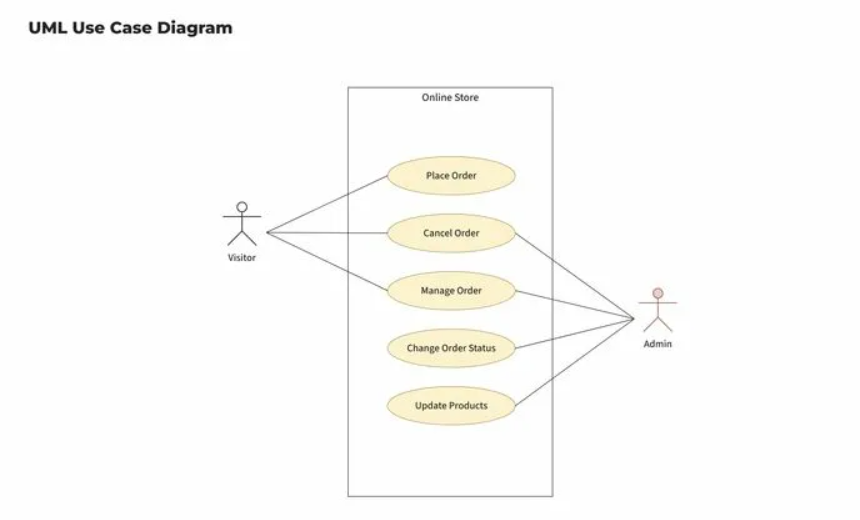 UML Use Case Diagram
Online Store
Place Order
Cancel Order
Visitor
Manage Order
Change Order Status
Admin
Update Products